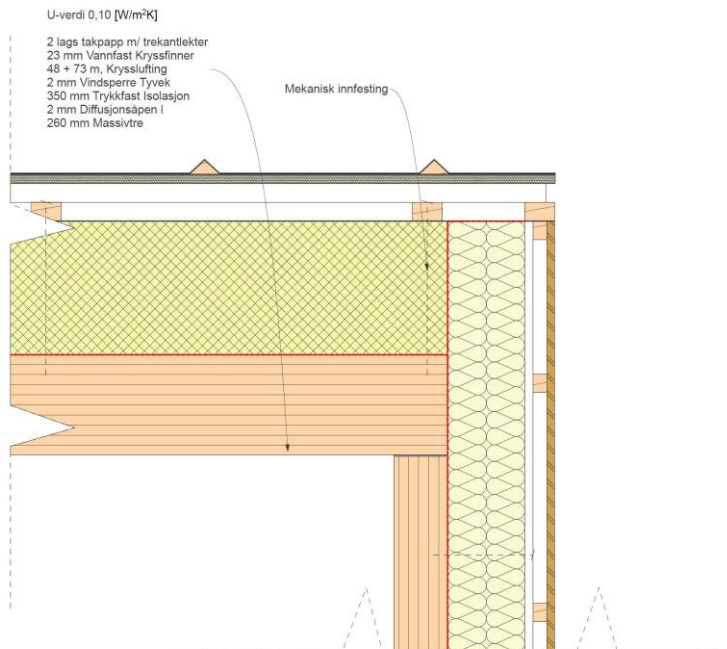 U-verdi 0,10 [W/m²K]
2 lags takpapp m/ trekantlekter
23 mm Vannfast Kryssfinner
48 + 73 m, Krysslufting
2 mm Vindsperre Tyvek
350 mm Trykkfast Isolasjon
2 mm Diffusjonsåpen I
260 mm Massivtre
Mekanisk innfesting